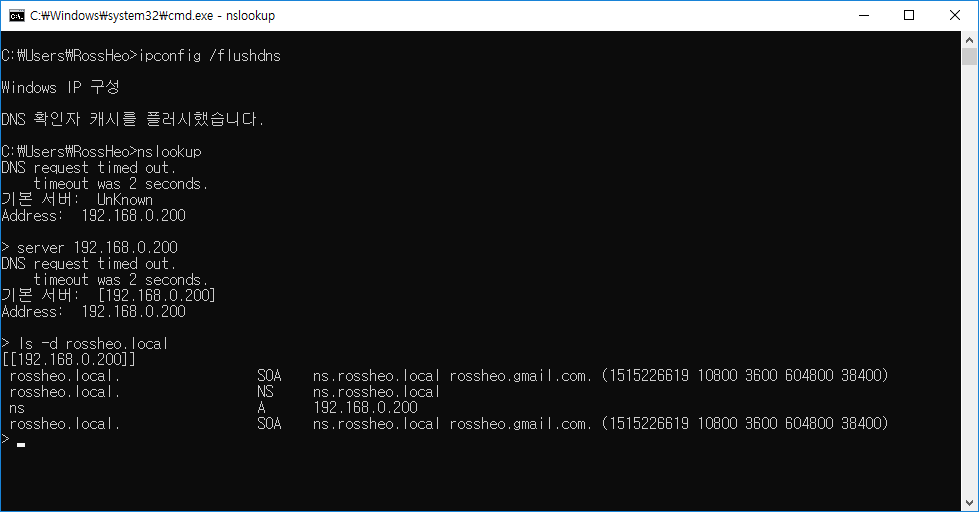 C:₩Windows₩system32₩cmd.exe - nslookup
C:₩Users₩RossHeo>ipconfig /flushdns
Windows IP 구성
DNS 확인자 캐시를 플러시했습니다.
C:₩Users₩RossHeo>nslookup
DNS request timed out.
    timeout was 2 seconds.
기본 서버:  UnKnown
Address:  192.168.0.200
> server 192.168.0.200
DNS request timed out.
    timeout was 2 seconds.
기본 서버:  [192.168.0.200]
Address:  192.168.0.200
> ls -d rossheo.local
[[192.168.0.200]]
 rossheo.local.                 SOA    ns.rossheo.local rossheo.gmail.com. (1515226619 10800 3600 604800 38400)
 rossheo.local.                 NS     ns.rossheo.local
 ns                             A      192.168.0.200
 rossheo.local.                 SOA    ns.rossheo.local rossheo.gmail.com. (1515226619 10800 3600 604800 38400)
>